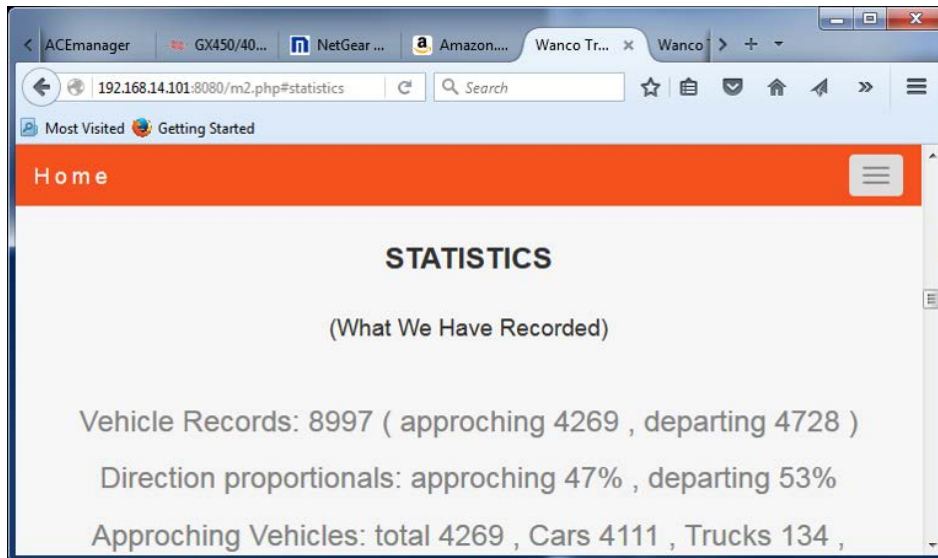 ACEmanager GX450/40... NetGear ... Amazon.... Wanco Tr... Wanco
192.168.14.101:8080/m2.php#statistics Search
Most Visited Getting Started
Home
STATISTICS
(What We Have Recorded)
Vehicle Records: 8997 ( approching 4269 , departing 4728 )
Direction proportionals: approching 47% , departing 53%
Approching Vehicles: total 4269 , Cars 4111 , Trucks 134 ,